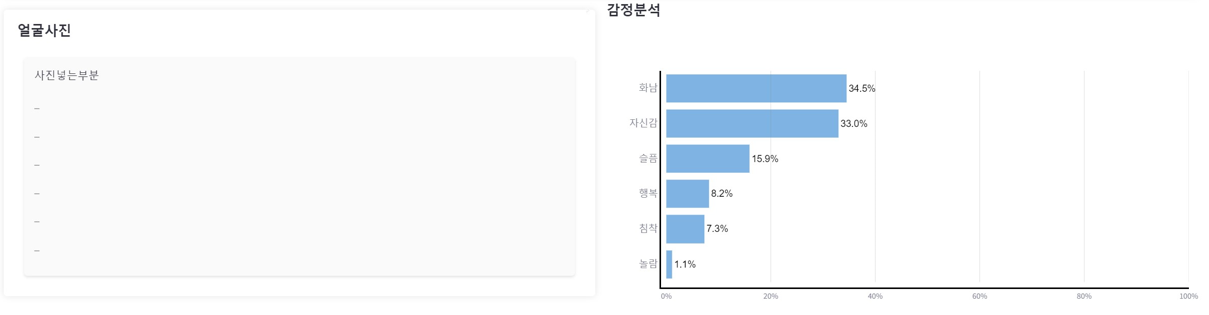 얼굴사진
사진넣는부분
–
–
–
–
–
–
감정분석
화남 34.5%
자신감 33.0%
슬픔 15.9%
행복 8.2%
침착 7.3%
놀람 1.1%
0% 20% 40% 60% 80% 100%